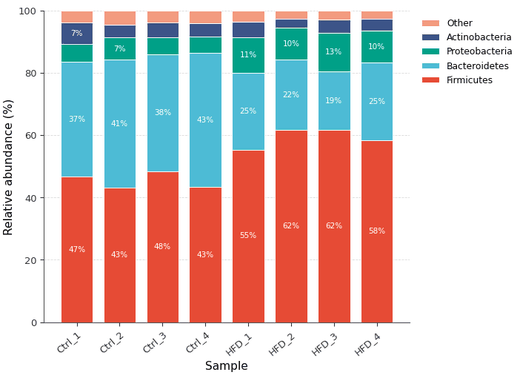 Relative abundance (%)
100
80
60
40
20
0
7%
37%
47%
7%
41%
43%
38%
48%
43%
43%
11%
25%
55%
10%
22%
62%
13%
19%
62%
10%
25%
58%
Ctrl_1
Ctrl_2
Ctrl_3
Ctrl_4
HFD_1
HFD_2
HFD_3
HFD_4
Sample
Other
Actinobacteria
Proteobacteria
Bacteroidetes
Firmicutes